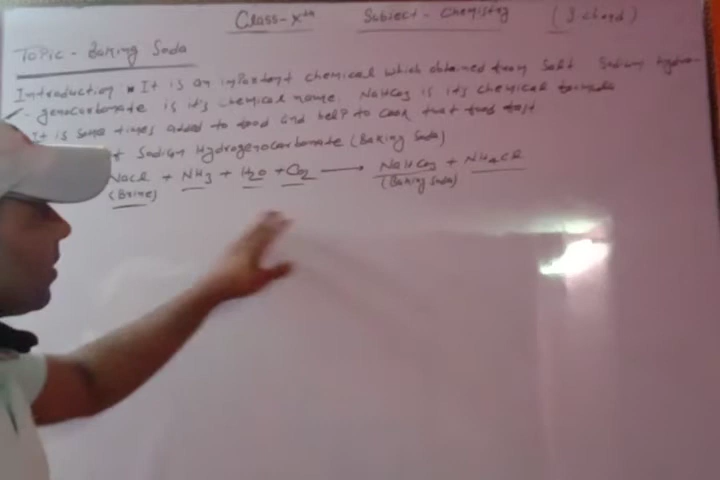 Class-Xth Subject - Chemistry
Topic - Baking Soda
Introduction It is an important chemical which obtained from Salt Sodium Hydro-
-genocarbonate is it's chemical name. NaHCO3 is it's chemical formula
It is some times added to food and help to cook that food fast
Sodium Hydrogenocarbonate (Baking Soda)
NaCl + NH3 + H2O + CO2 ⟶ NaHCO3 + NH4Cl
(Brine) (Baking Soda)